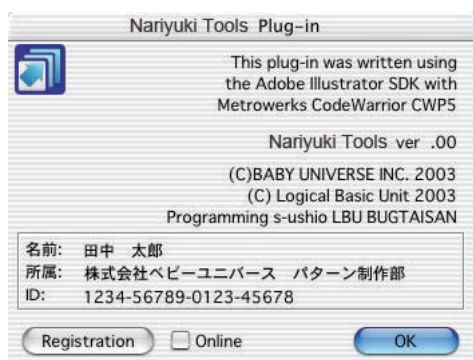 Nariyuki Tools Plug-in
This plug-in was written using
the Adobe Illustrator SDK with
Metrowerks CodeWarrior CWP5
Nariyuki Tools ver .00
(C)BABY UNIVERSE INC. 2003
(C) Logical Basic Unit 2003
Programming s-ushio LBU BUGTAISAN
名前: 田中 太郎
所属: 株式会社ベビーユニバース パターン制作部
ID: 1234-56789-0123-45678
Registration Online OK